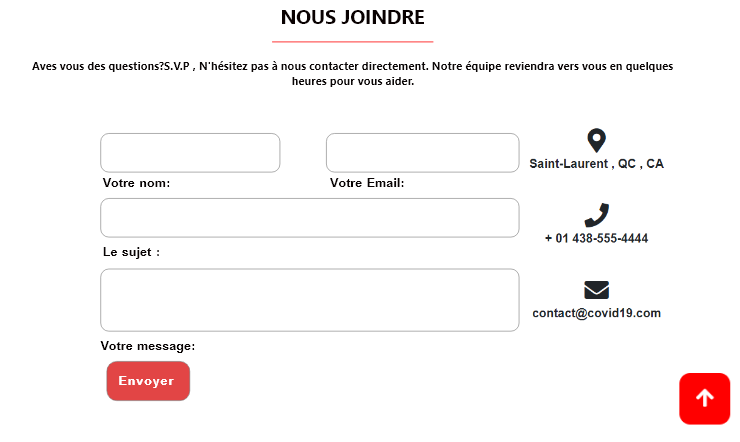 NOUS JOINDRE
Aves vous des questions?S.V.P , N'hésitez pas à nous contacter directement. Notre équipe reviendra vers vous en quelques
heures pour vous aider.
Saint-Laurent , QC , CA
Votre nom:
Votre Email:
+ 01 438-555-4444
Le sujet :
contact@covid19.com
Votre message:
Envoyer